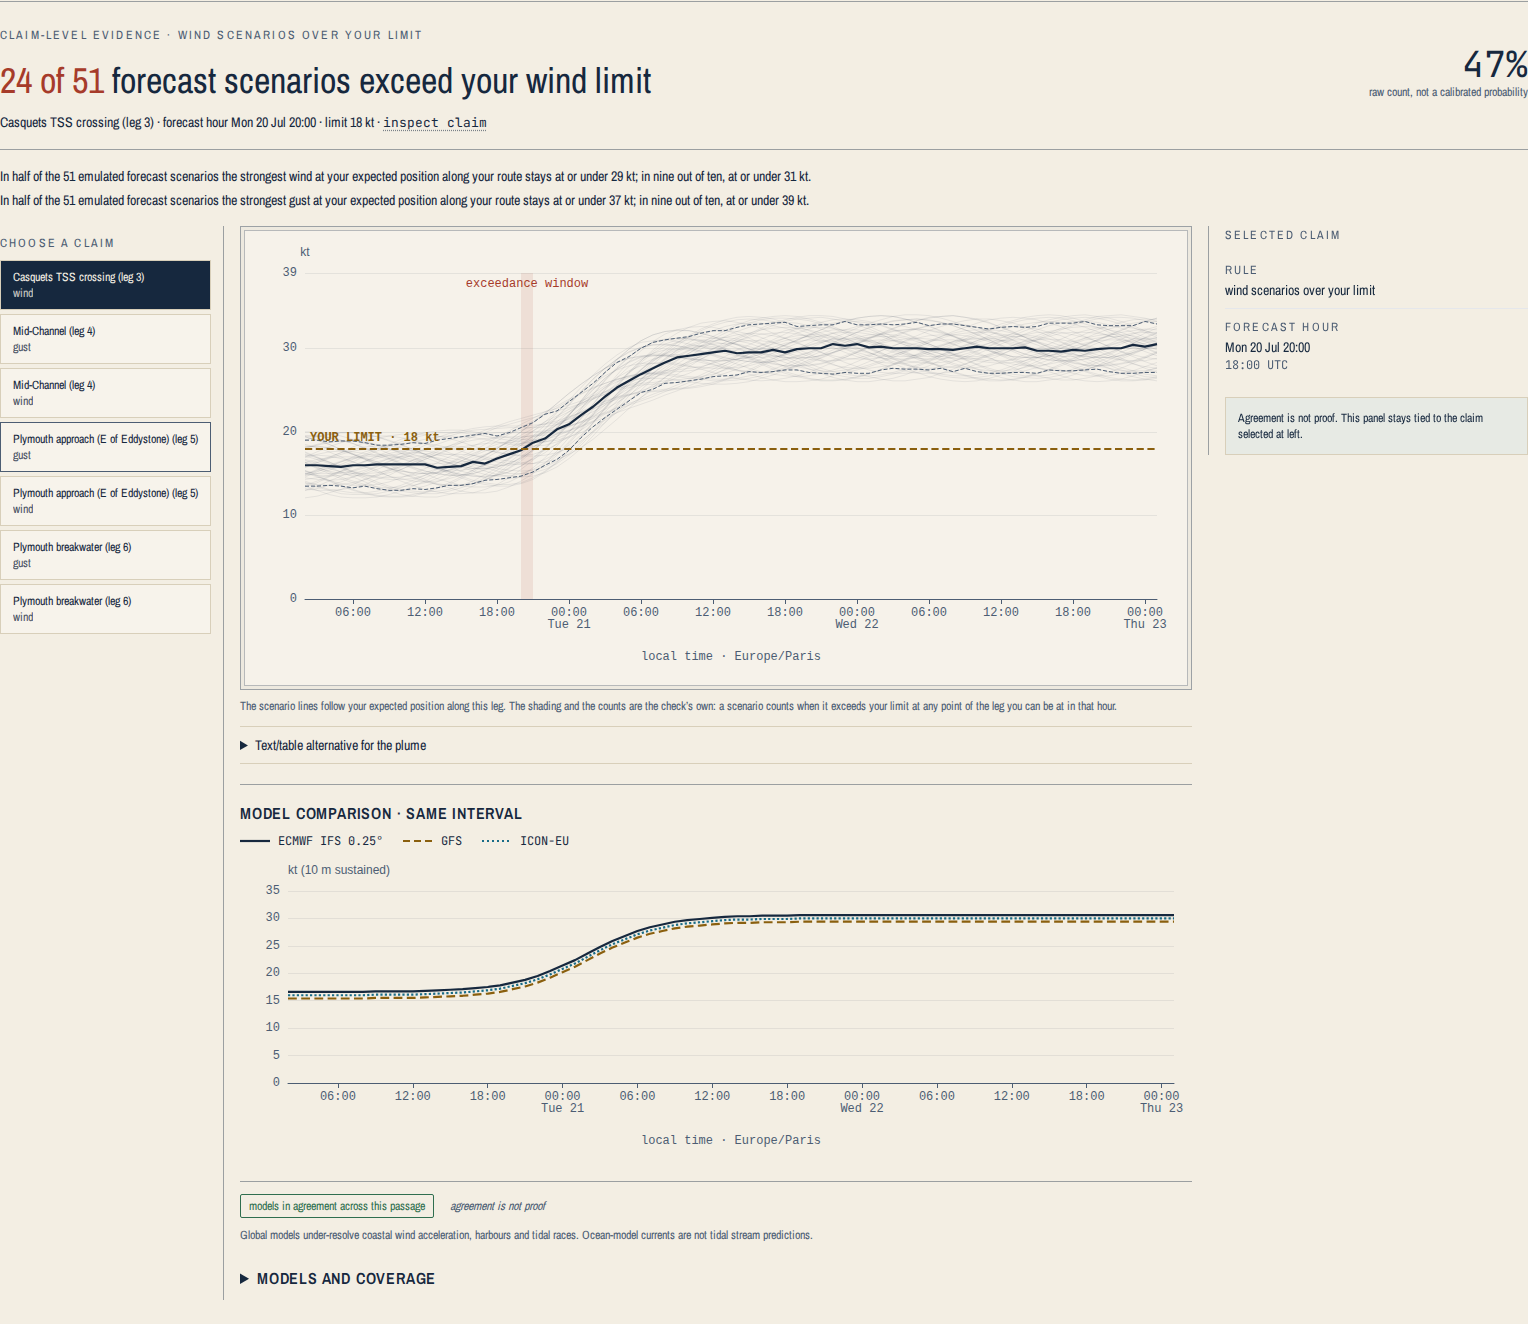 CLAIM-LEVEL EVIDENCE · WIND SCENARIOS OVER YOUR LIMIT
24 of 51 forecast scenarios exceed your wind limit
47%
raw count, not a calibrated probability
Casquets TSS crossing (leg 3) · forecast hour Mon 20 Jul 20:00 · limit 18 kt · inspect claim
In half of the 51 emulated forecast scenarios the strongest wind at your expected position along your route stays at or under 29 kt; in nine out of ten, at or under 31 kt.
In half of the 51 emulated forecast scenarios the strongest gust at your expected position along your route stays at or under 37 kt; in nine out of ten, at or under 39 kt.
CHOOSE A CLAIM
Casquets TSS crossing (leg 3)
wind
Mid-Channel (leg 4)
gust
Mid-Channel (leg 4)
wind
Plymouth approach (E of Eddystone) (leg 5)
gust
Plymouth approach (E of Eddystone) (leg 5)
wind
Plymouth breakwater (leg 6)
gust
Plymouth breakwater (leg 6)
wind
kt
39
exceedance window
30
20
YOUR LIMIT · 18 kt
10
0
06:00 12:00 18:00 00:00 06:00 12:00 18:00 00:00 06:00 12:00 18:00 00:00
Tue 21 Wed 22 Thu 23
local time · Europe/Paris
The scenario lines follow your expected position along this leg. The shading and the counts are the check's own: a scenario counts when it exceeds your limit at any point of the leg you can be at in that hour.
Text/table alternative for the plume
MODEL COMPARISON · SAME INTERVAL
ECMWF IFS 0.25° GFS ICON-EU
kt (10 m sustained)
35
30
25
20
15
10
5
0
06:00 12:00 18:00 00:00 06:00 12:00 18:00 00:00 06:00 12:00 18:00 00:00
Tue 21 Wed 22 Thu 23
local time · Europe/Paris
models in agreement across this passage agreement is not proof
Global models under-resolve coastal wind acceleration, harbours and tidal races. Ocean-model currents are not tidal stream predictions.
MODELS AND COVERAGE
SELECTED CLAIM
RULE
wind scenarios over your limit
FORECAST HOUR
Mon 20 Jul 20:00
18:00 UTC
Agreement is not proof. This panel stays tied to the claim
selected at left.